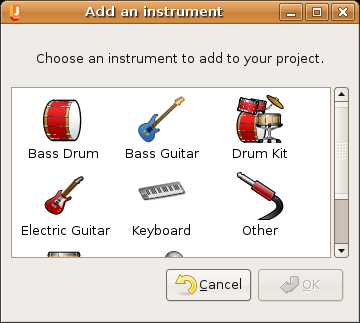 Add an instrument
Choose an instrument to add to your project.
Bass Drum
Bass Guitar
Drum Kit
Electric Guitar
Keyboard
Other
Cancel
OK